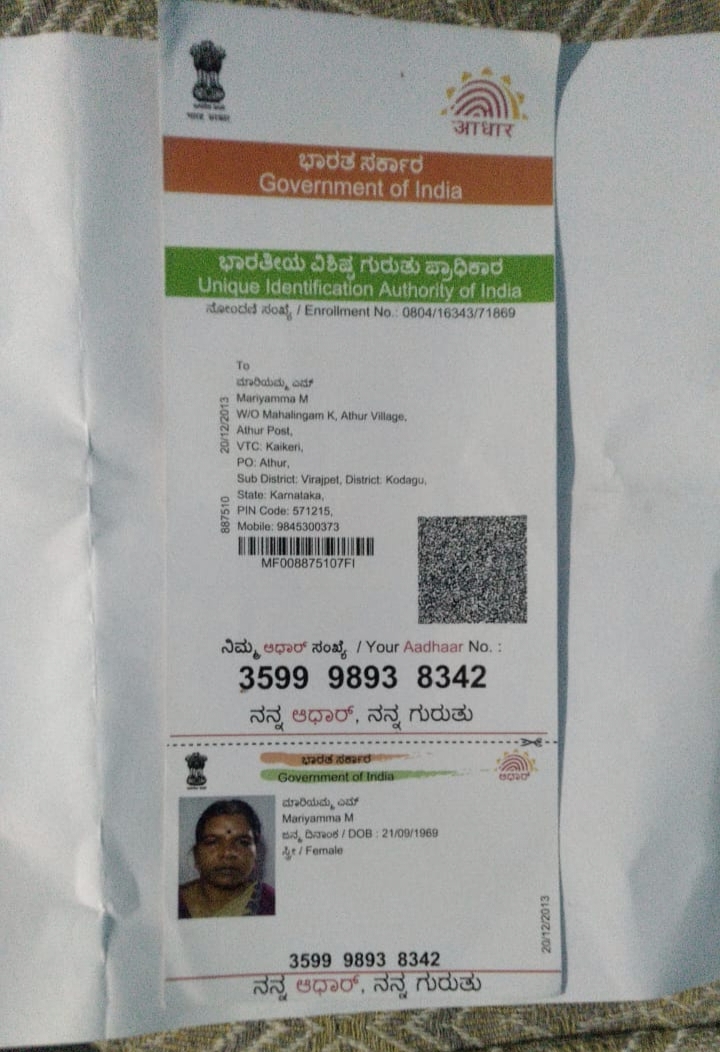 भारत सरकार
आधार
ಭಾರತ ಸರ್ಕಾರ
Government of India
ಭಾರತೀಯ ವಿಶಿಷ್ಟ ಗುರುತು ಪ್ರಾಧಿಕಾರ
Unique Identification Authority of India
ನೋಂದಣಿ ಸಂಖ್ಯೆ / Enrollment No.: 0804/16343/71869
To
ಮಾರಿಯಮ್ಮ ಎಮ್
Mariyamma M
W/O Mahalingam K, Athur Village,
Athur Post,
VTC: Kaikeri,
PO: Athur,
Sub District: Virajpet, District: Kodagu,
State: Karnataka,
PIN Code: 571215,
Mobile: 9845300373
887510
20/12/2013
MF008875107FI
ನಿಮ್ಮ ಆಧಾರ್ ಸಂಖ್ಯೆ / Your Aadhaar No. :
3599 9893 8342
ನನ್ನ ಆಧಾರ್, ನನ್ನ ಗುರುತು
ಭಾರತ ಸರ್ಕಾರ
Government of India
ಆಧಾರ್
ಮಾರಿಯಮ್ಮ ಎಮ್
Mariyamma M
ಜನ್ಮ ದಿನಾಂಕ / DOB : 21/09/1969
ಸ್ತ್ರೀ / Female
20/12/2013
3599 9893 8342
ನನ್ನ ಆಧಾರ್, ನನ್ನ ಗುರುತು